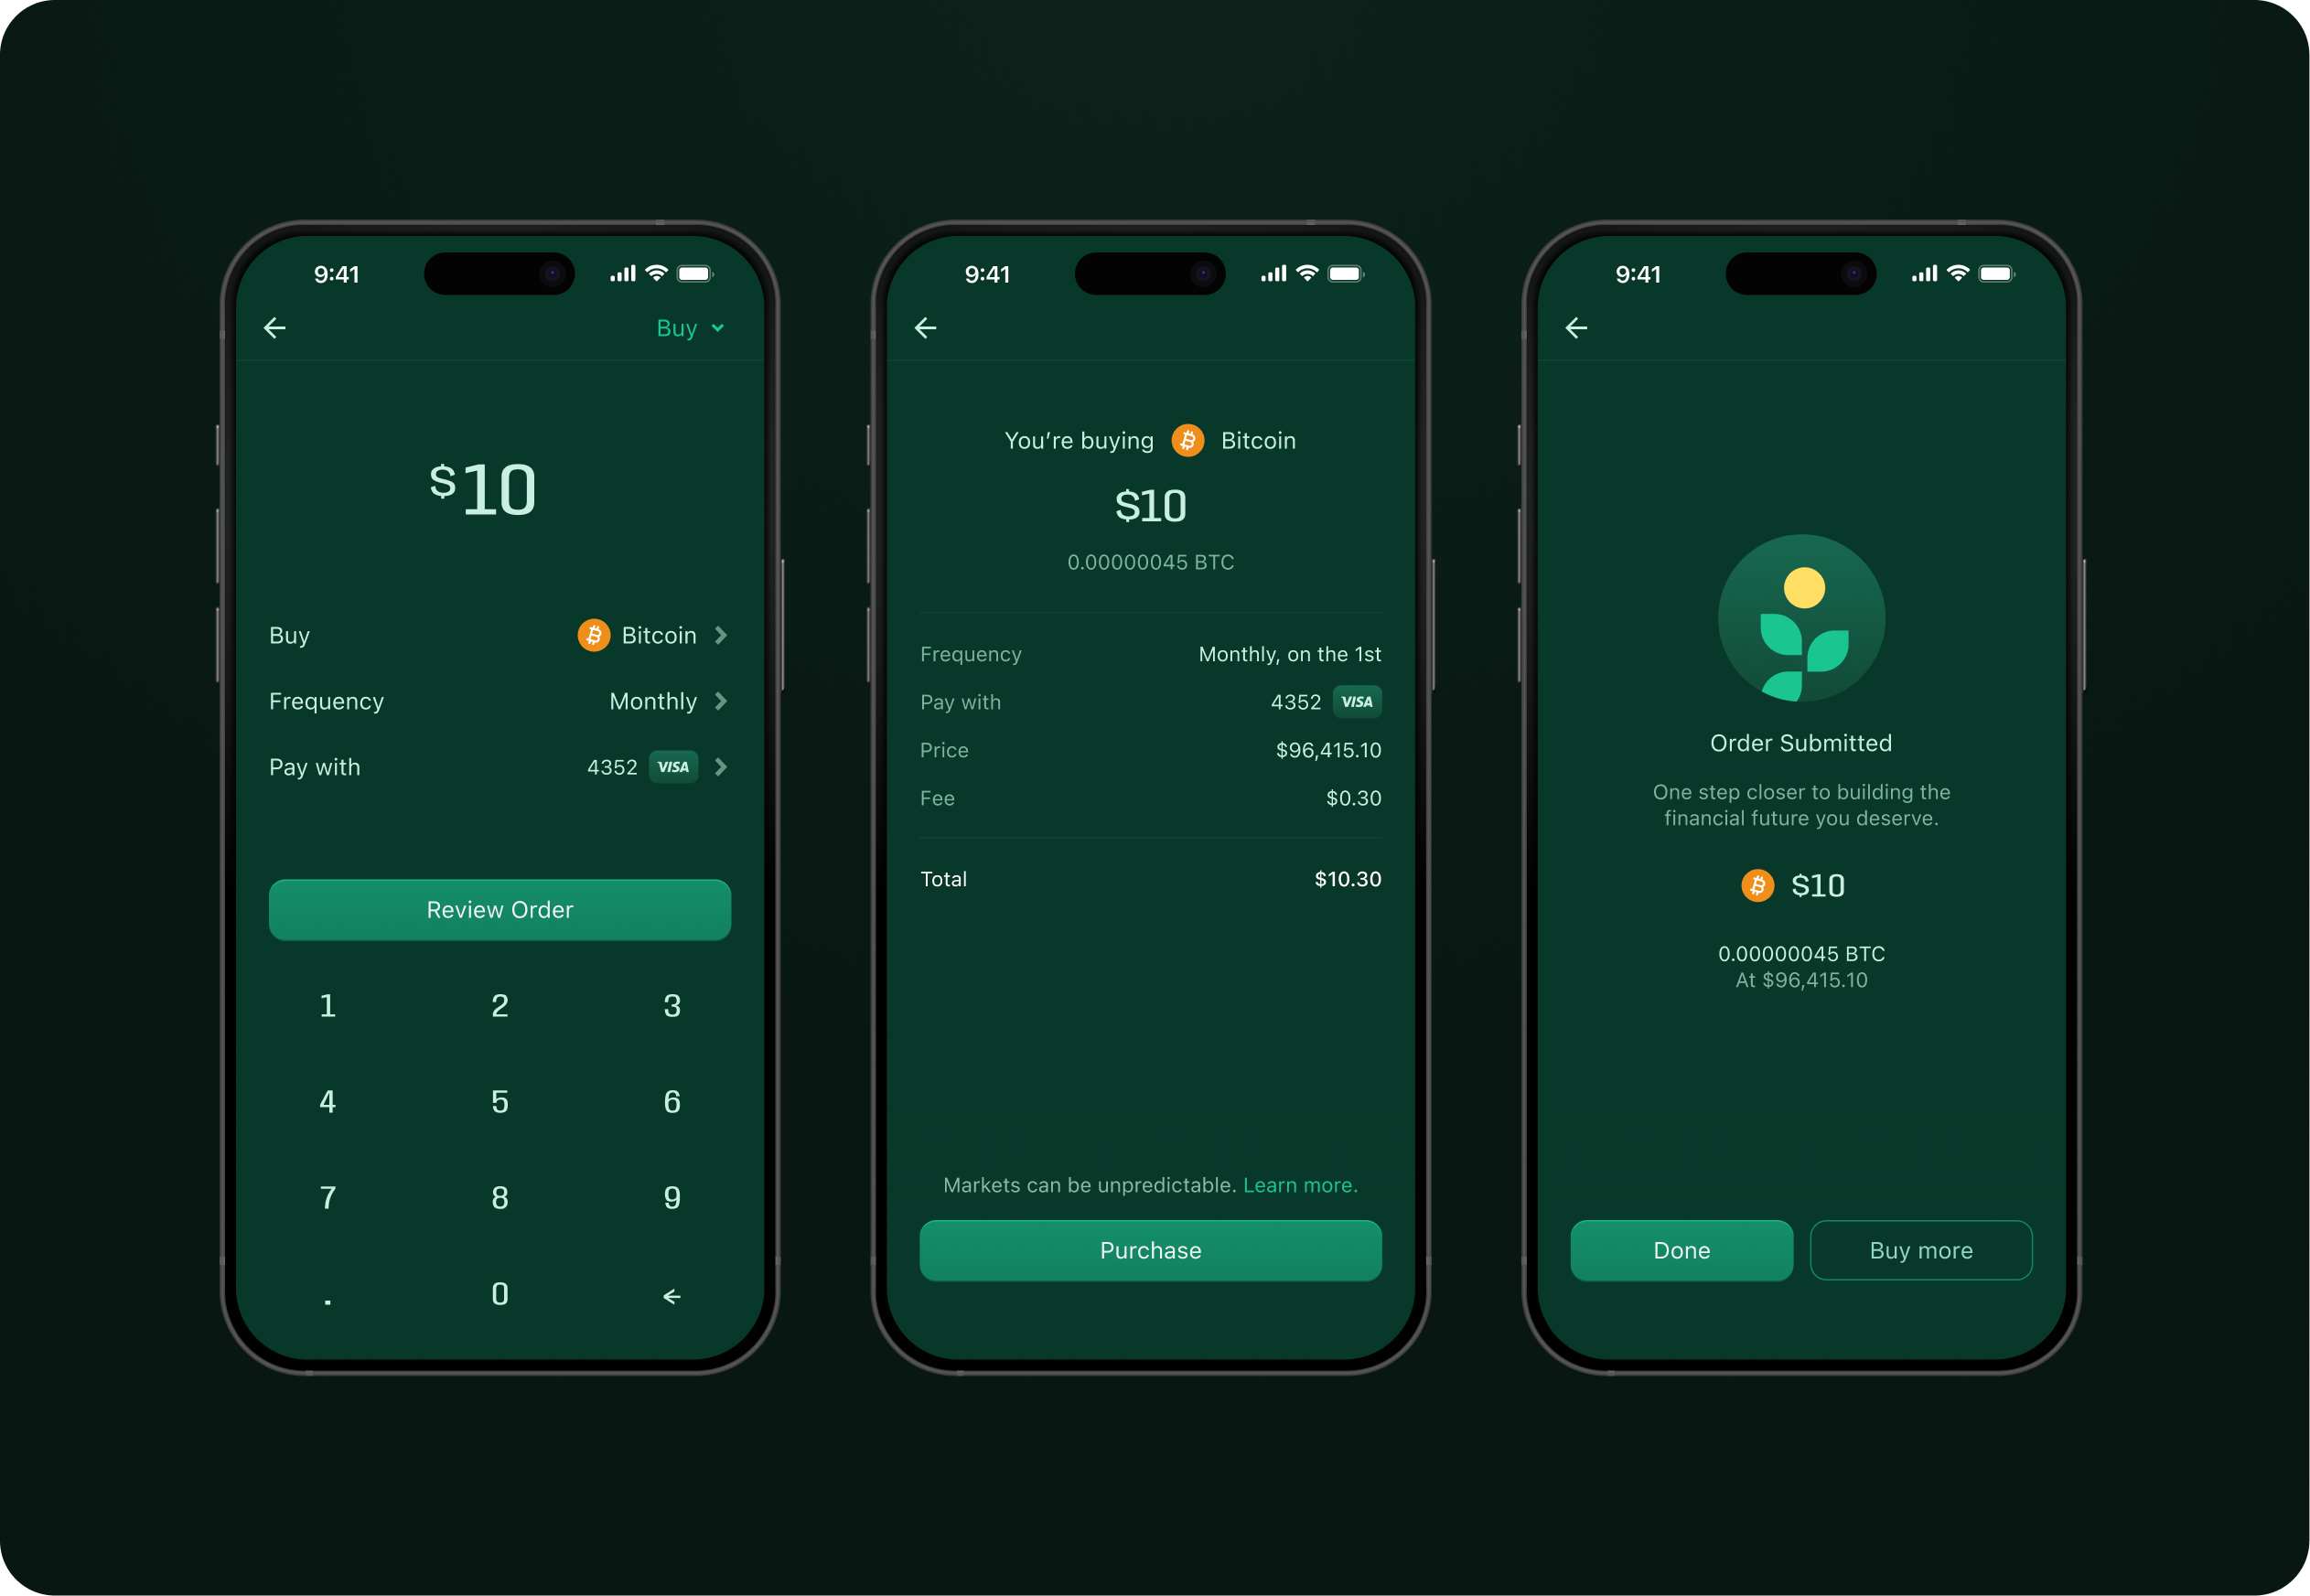 9:41
Buy
$10
Buy Bitcoin
Frequency Monthly
Pay with 4352 VISA
Review Order
1 2 3
4 5 6
7 8 9
. 0
9:41
You’re buying Bitcoin
$10
0.00000045 BTC
Frequency Monthly, on the 1st
Pay with 4352 VISA
Price $96,415.10
Fee $0.30
Total $10.30
Markets can be unpredictable. Learn more.
Purchase
9:41
Order Submitted
One step closer to building the
financial future you deserve.
$10
0.00000045 BTC
At $96,415.10
Done Buy more